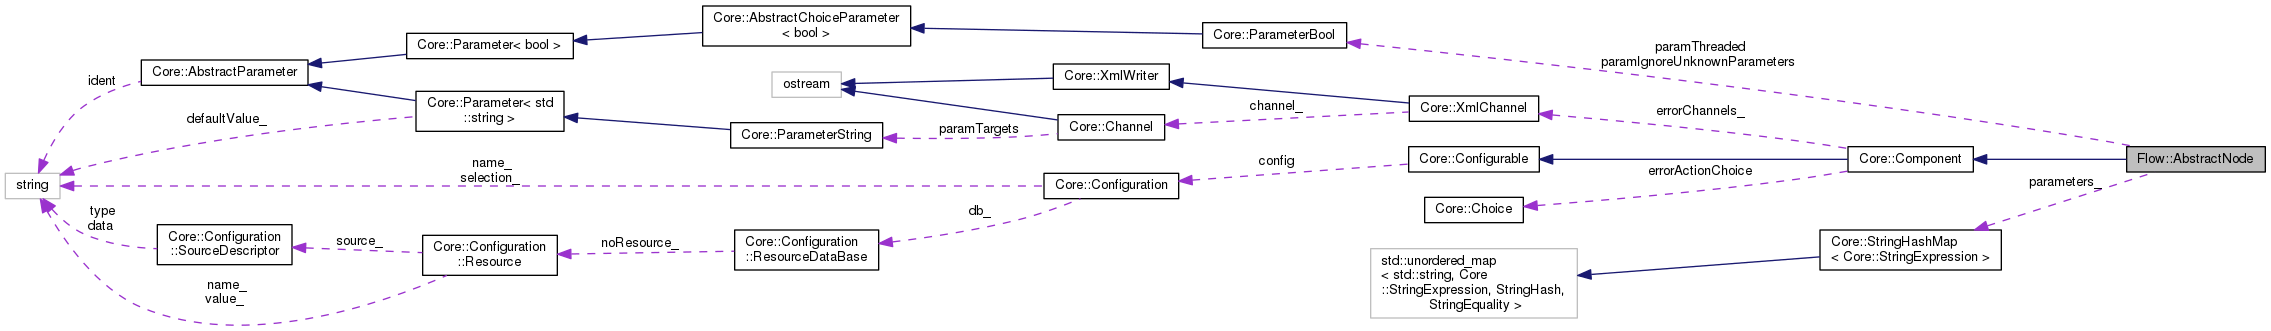 Core::AbstractChoiceParameter
< bool >
Core::ParameterBool
Core::Parameter< bool >
paramThreaded
paramIgnoreUnknownParameters
ident
Core::AbstractParameter
ostream
Core::XmlWriter
Core::Parameter< std
::string >
defaultValue_
channel_
Core::XmlChannel
errorChannels_
Core::ParameterString
paramTargets
Core::Channel
name_
selection_
config
Core::Configurable
Core::Component
Flow::AbstractNode
string
Core::Configuration
errorActionChoice
parameters_
type
data
db_
Core::Choice
Core::Configuration
::SourceDescriptor
source_
Core::Configuration
::Resource
noResource_
Core::Configuration
::ResourceDataBase
Core::StringHashMap
< Core::StringExpression >
std::unordered_map
< std::string, Core
::StringExpression, StringHash,
StringEquality >
name_
value_